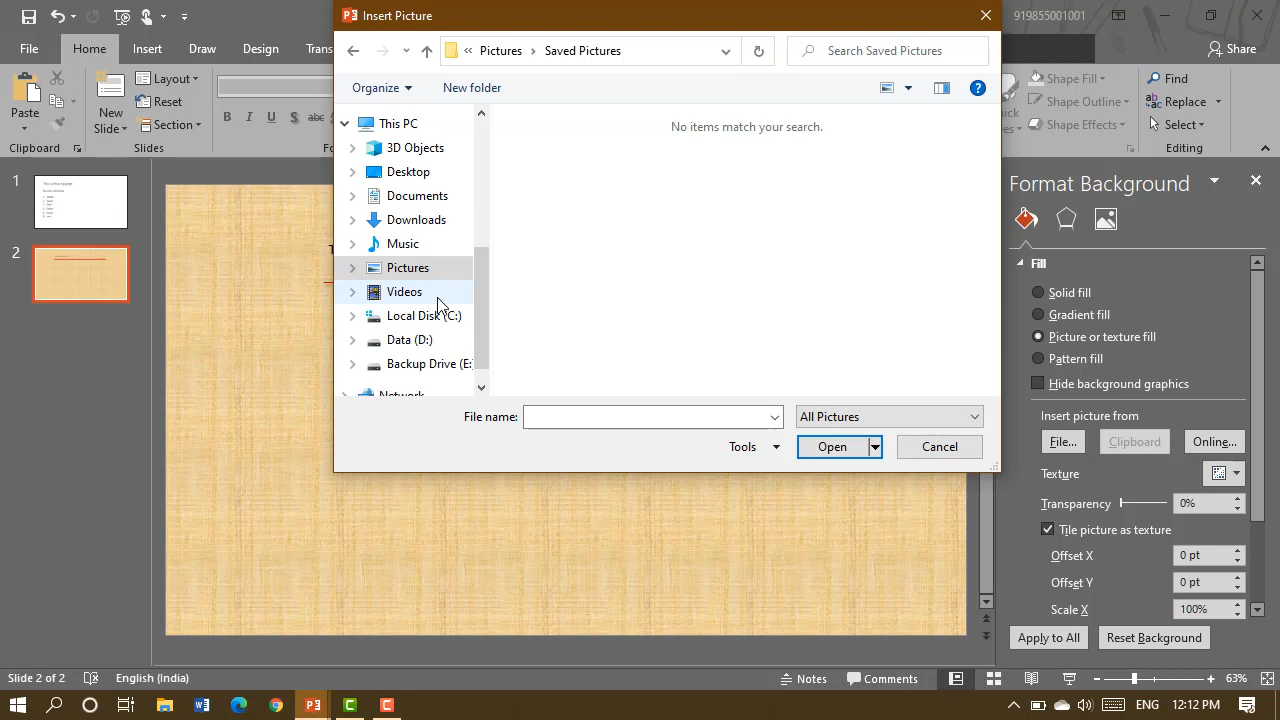 Insert Picture
919855001001
File
Home
Insert
Draw
Design
Share
Pictures
Saved Pictures
Search Saved Pictures
Organize
New folder
Paste
Clipboard
New
Slide
Layout
Reset
Section
Slides
B
I
U
S
abc
Shape Fill
Shape Outline
Shape Effects
Find
Replace
Select
Editing
This PC
3D Objects
Desktop
Documents
Downloads
Music
Pictures
Videos
Local Disk (C:)
Data (D:)
Backup Drive (E:
Network
No items match your search.
File name:
All Pictures
Tools
Open
Cancel
1
2
Format Background
Fill
Solid fill
Gradient fill
Picture or texture fill
Pattern fill
Hide background graphics
Insert picture from
File...
Clipboard
Online...
Texture
Transparency
0%
Tile picture as texture
Offset X
0 pt
Offset Y
0 pt
Scale X
100%
Apply to All
Reset Background
Slide 2 of 2
English (India)
Notes
Comments
63%
ENG
12:12 PM